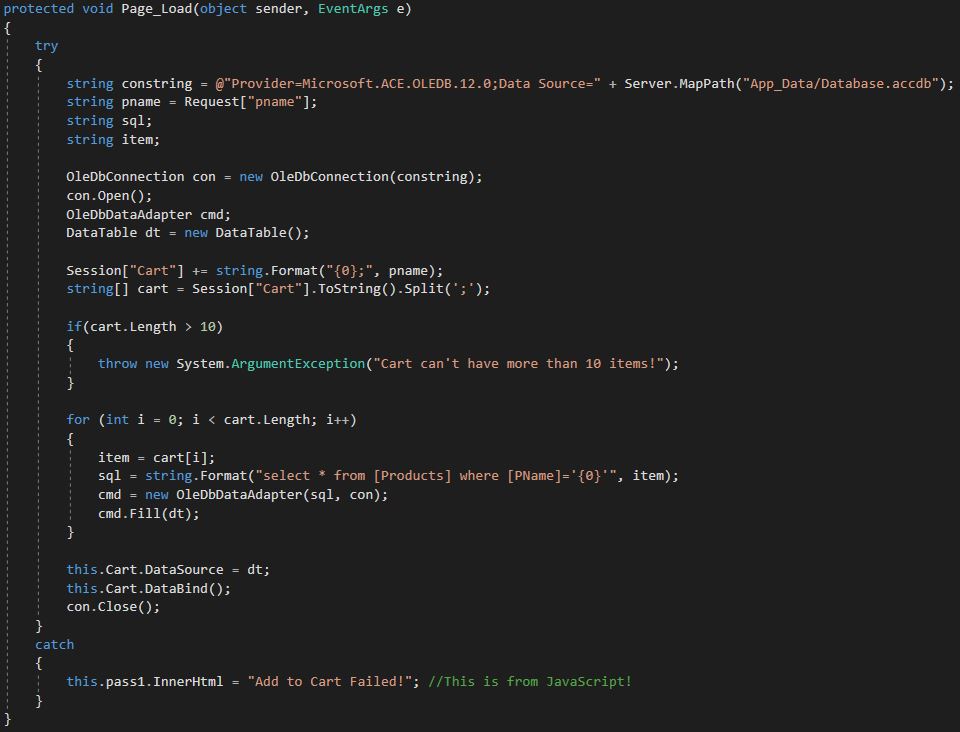 protected void Page_Load(object sender, EventArgs e)
{
try
{
string constring = @"Provider=Microsoft.ACE.OLEDB.12.0;Data Source=" + Server.MapPath("App_Data/Database.accdb");
string pname = Request["pname"];
string sql;
string item;
OleDbConnection con = new OleDbConnection(constring);
con.Open();
OleDbDataAdapter cmd;
DataTable dt = new DataTable();
Session["Cart"] += string.Format("{0};", pname);
string[] cart = Session["Cart"].ToString().Split(';');
if(cart.Length > 10)
{
throw new System.ArgumentException("Cart can't have more than 10 items!");
}
for (int i = 0; i < cart.Length; i++)
{
item = cart[i];
sql = string.Format("select * from [Products] where [PName]='{0}'", item);
cmd = new OleDbDataAdapter(sql, con);
cmd.Fill(dt);
}
this.Cart.DataSource = dt;
this.Cart.DataBind();
con.Close();
}
catch
{
this.pass1.InnerHtml = "Add to Cart Failed!"; //This is from JavaScript!
}
}